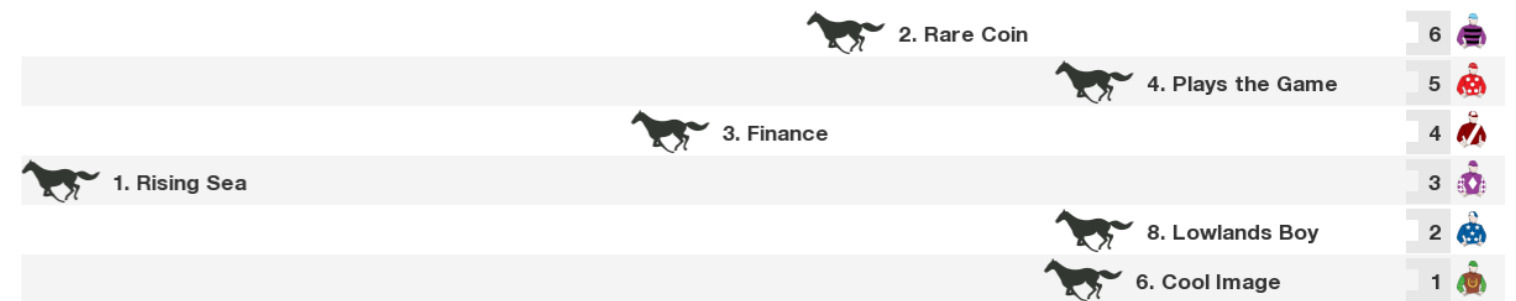 2. Rare Coin 6
4. Plays the Game 5
3. Finance 4
1. Rising Sea 3
8. Lowlands Boy 2
6. Cool Image 1